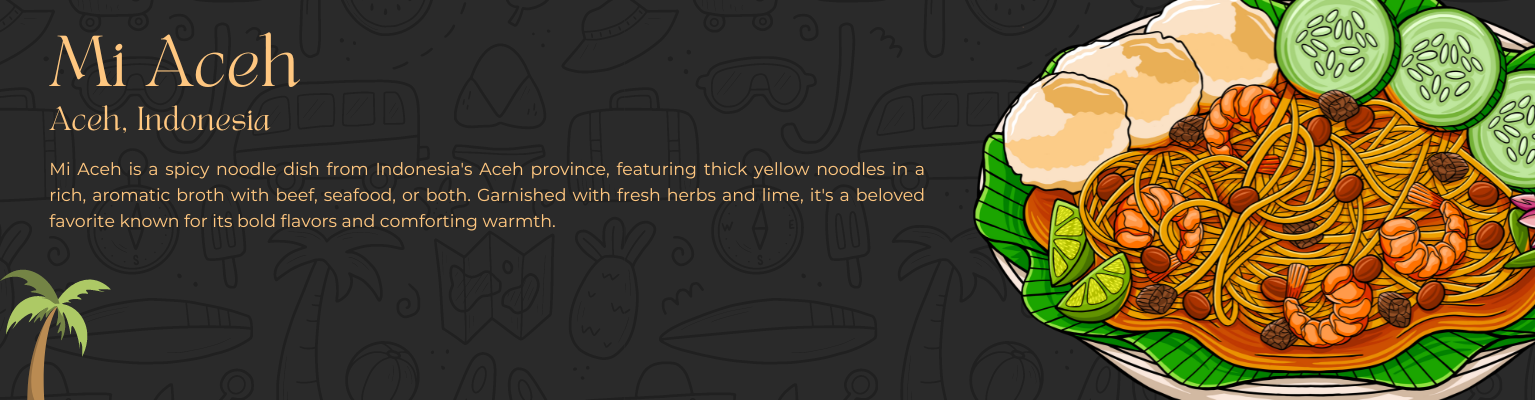 Mi Aceh
Aceh, Indonesia
Mi Aceh is a spicy noodle dish from Indonesia's Aceh province, featuring thick yellow noodles in a
rich, aromatic broth with beef, seafood, or both. Garnished with fresh herbs and lime, it's a beloved
favorite known for its bold flavors and comforting warmth.